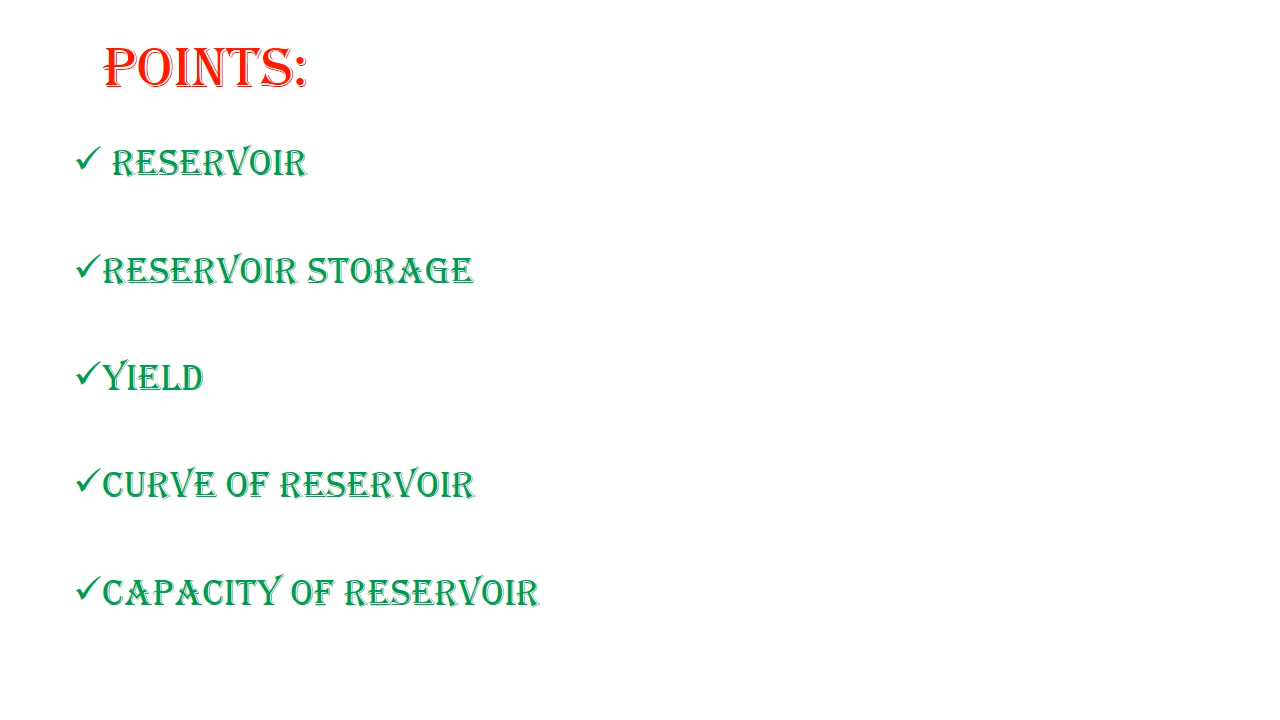 POINTS:
✓ RESERVOIR
✓RESERVOIR STORAGE
✓YIELD
✓CURVE OF RESERVOIR
✓CAPACITY OF RESERVOIR